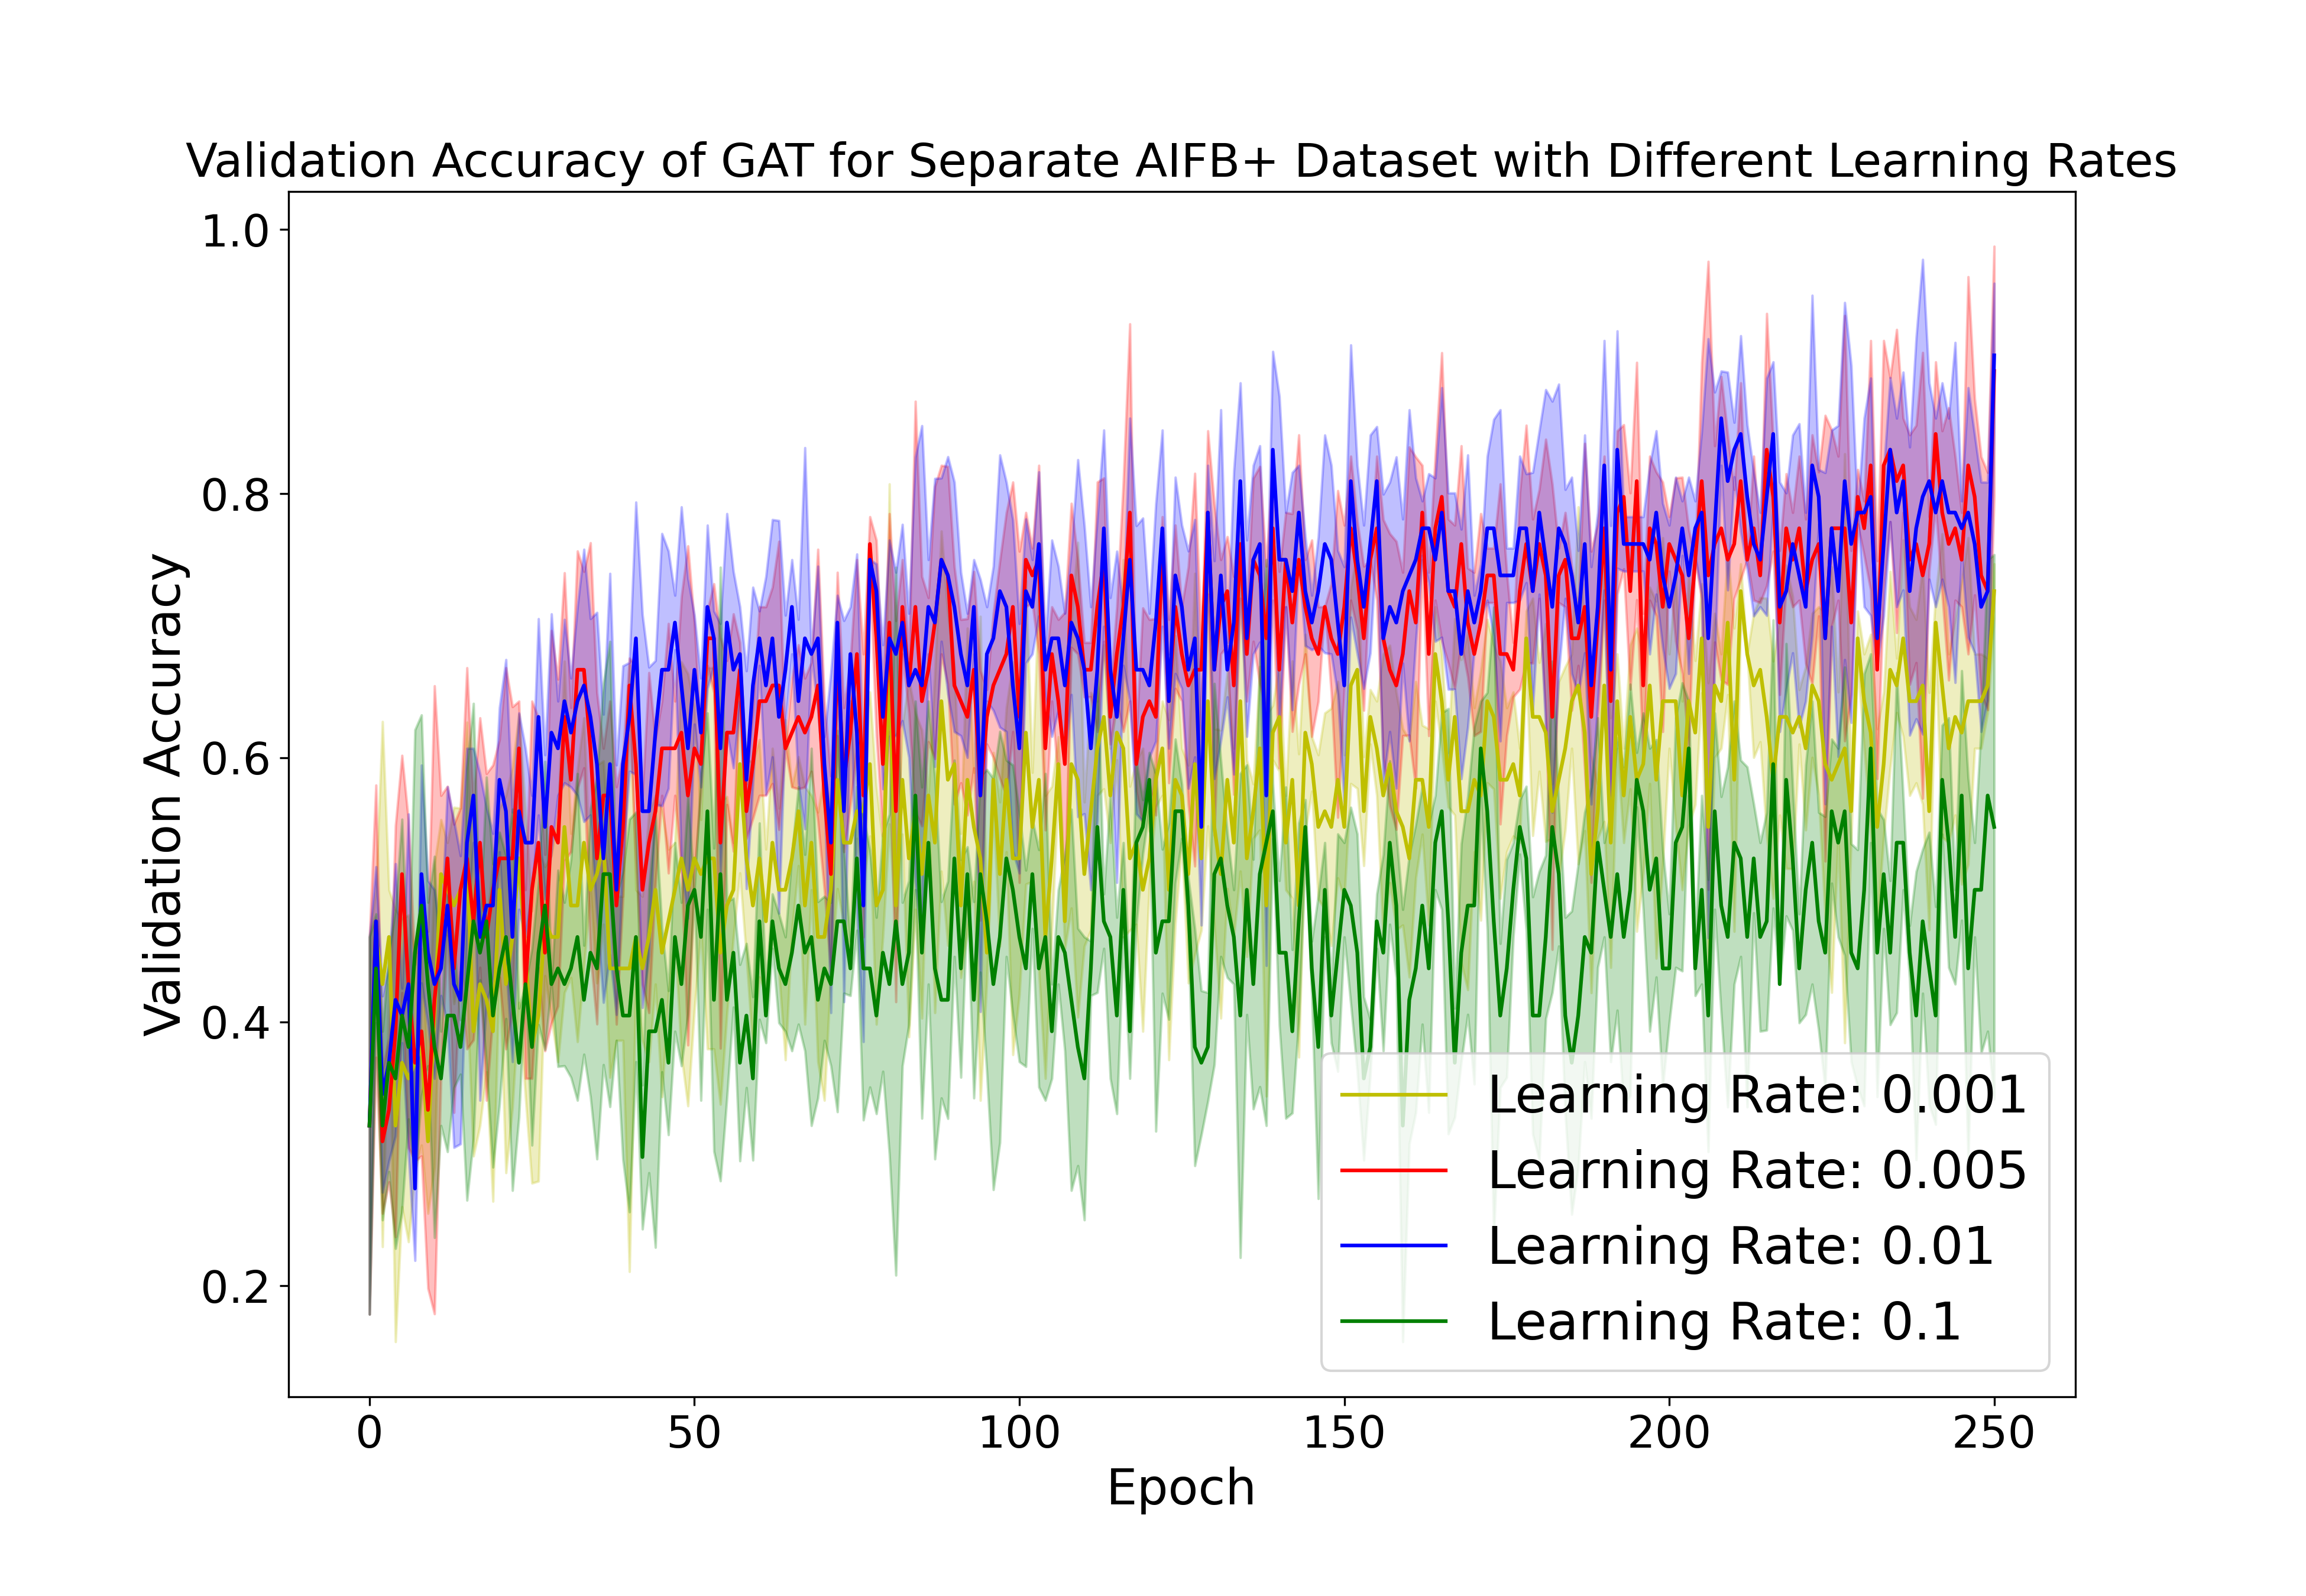 Validation Accuracy of GAT for Separate AIFB+ Dataset with Different Learning Rates
1.0
0.8
0.6
0.4
0.2
Validation Accuracy
0 50 100 150 200 250
Epoch
Learning Rate: 0.001
Learning Rate: 0.005
Learning Rate: 0.01
Learning Rate: 0.1